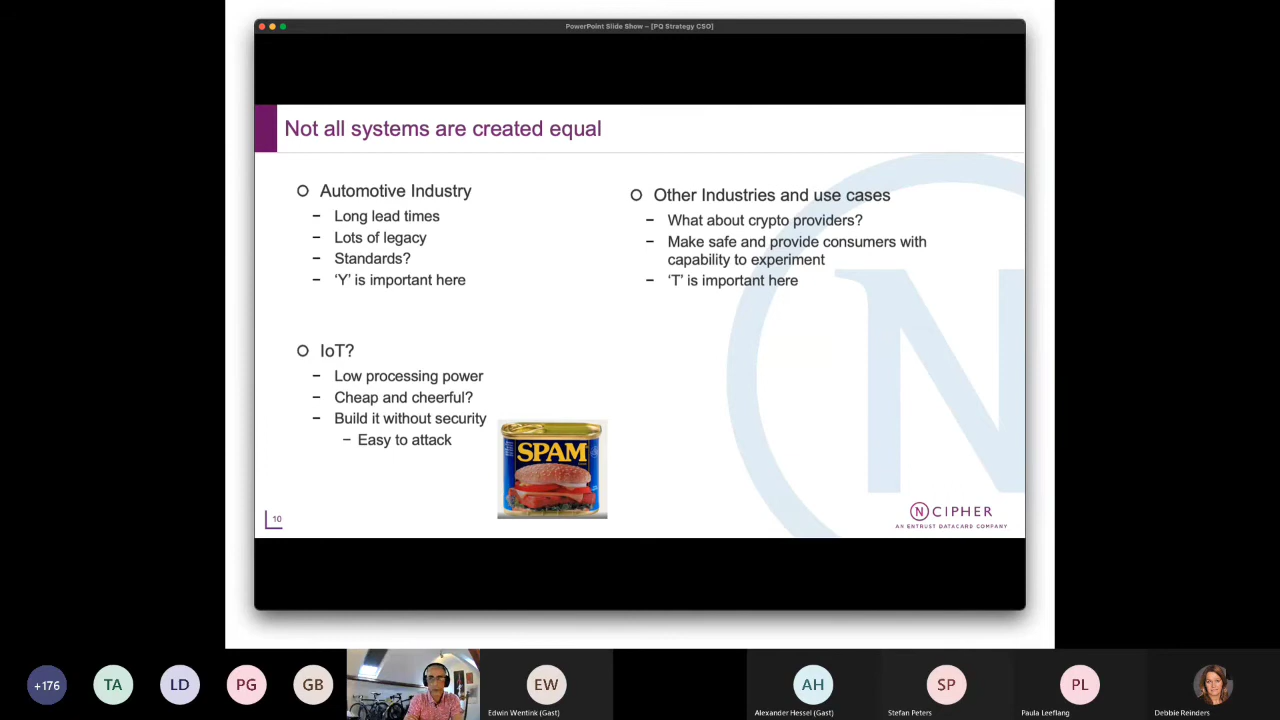 PowerPoint Slide Show – [PQ Strategy CSO]
Not all systems are created equal
Automotive Industry
– Long lead times
– Lots of legacy
– Standards?
– ‘Y’ is important here
IoT?
– Low processing power
– Cheap and cheerful?
– Build it without security
– Easy to attack
Other Industries and use cases
– What about crypto providers?
– Make safe and provide consumers with
capability to experiment
– ‘T’ is important here
SPAM
10
N CIPHER
AN ENTRUST DATACARD COMPANY
N
+176
TA
LD
PG
GB
EW
Edwin Wentink (Gast)
AH
Alexander Hessel (Gast)
SP
Stefan Peters
PL
Paula Leeflang
Debbie Reinders